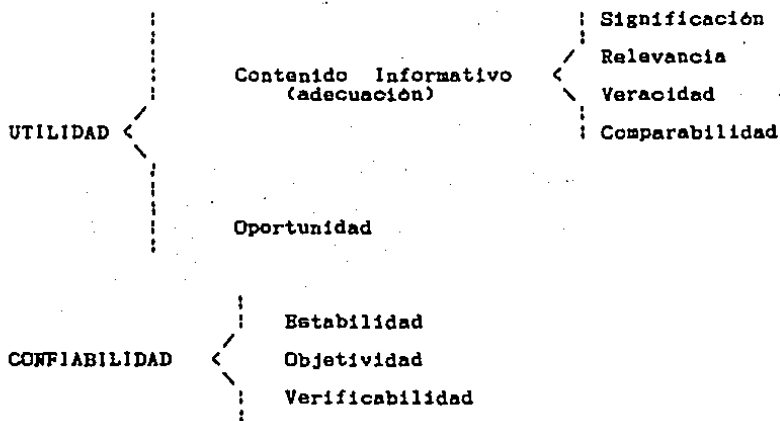 Significación
Contenido Informativo
(adecuación)
Relevancia
Veracidad
UTILIDAD
Comparabilidad
Oportunidad
Estabilidad
CONFIABILIDAD
Objetividad
Verificabilidad